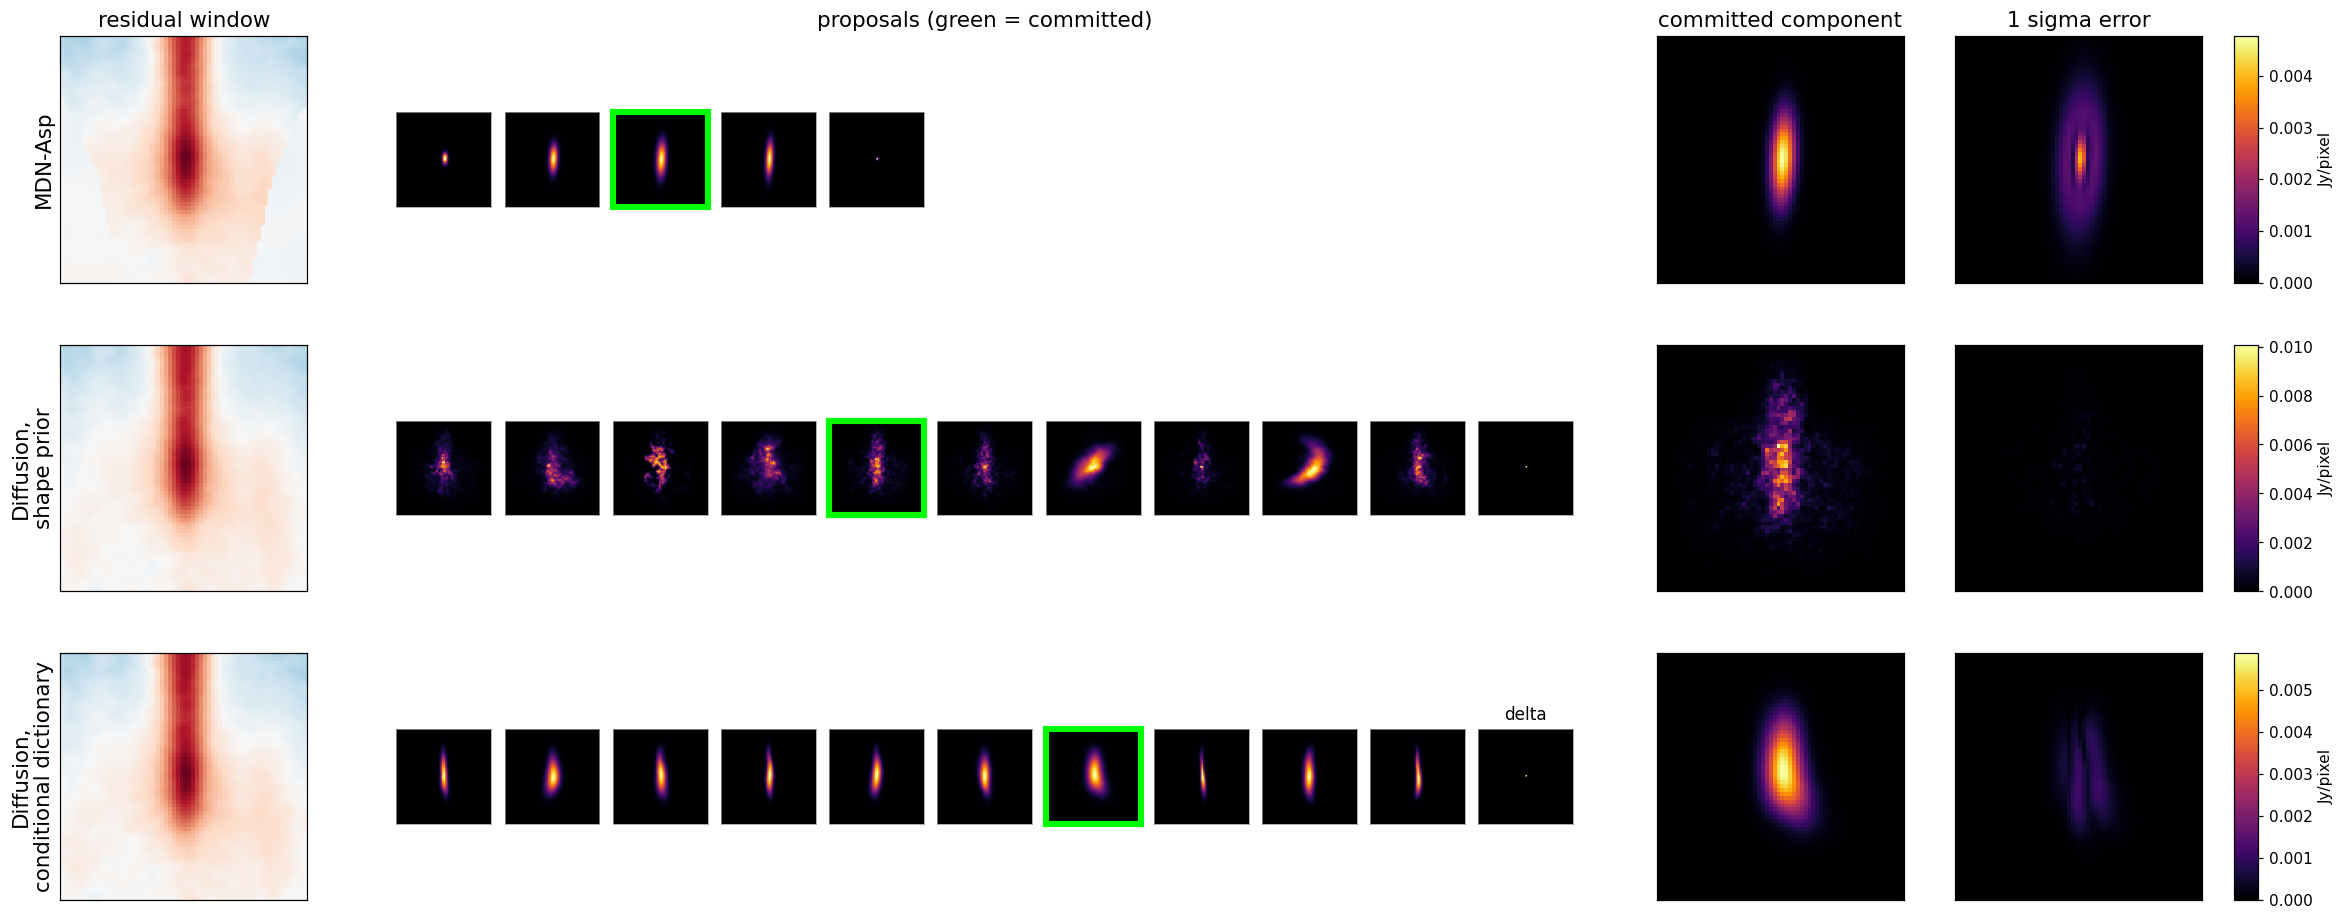 residual window
proposals (green = committed)
committed component
1 sigma error
MDN-Asp
0.004
0.003
0.002
0.001
0.000
Jy/pixel
Diffusion,
shape prior
0.010
0.008
0.006
0.004
0.002
0.000
Jy/pixel
Diffusion,
conditional dictionary
delta
0.005
0.004
0.003
0.002
0.001
0.000
Jy/pixel